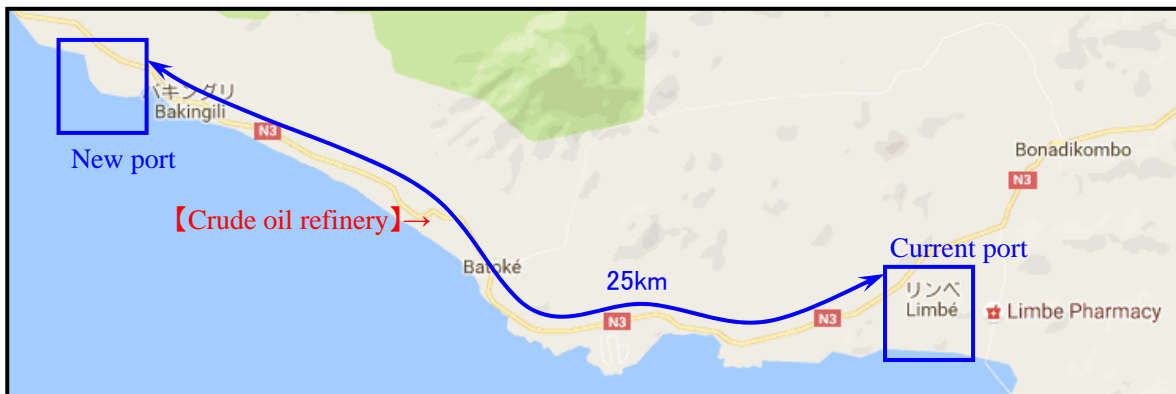 バキングリ
Bakingili
N3
New port
【Crude oil refinery】→
Batoké
25km
N3
N3
Current port
リンベ
Limbé
Limbe Pharmacy
Bonadikombo
N3